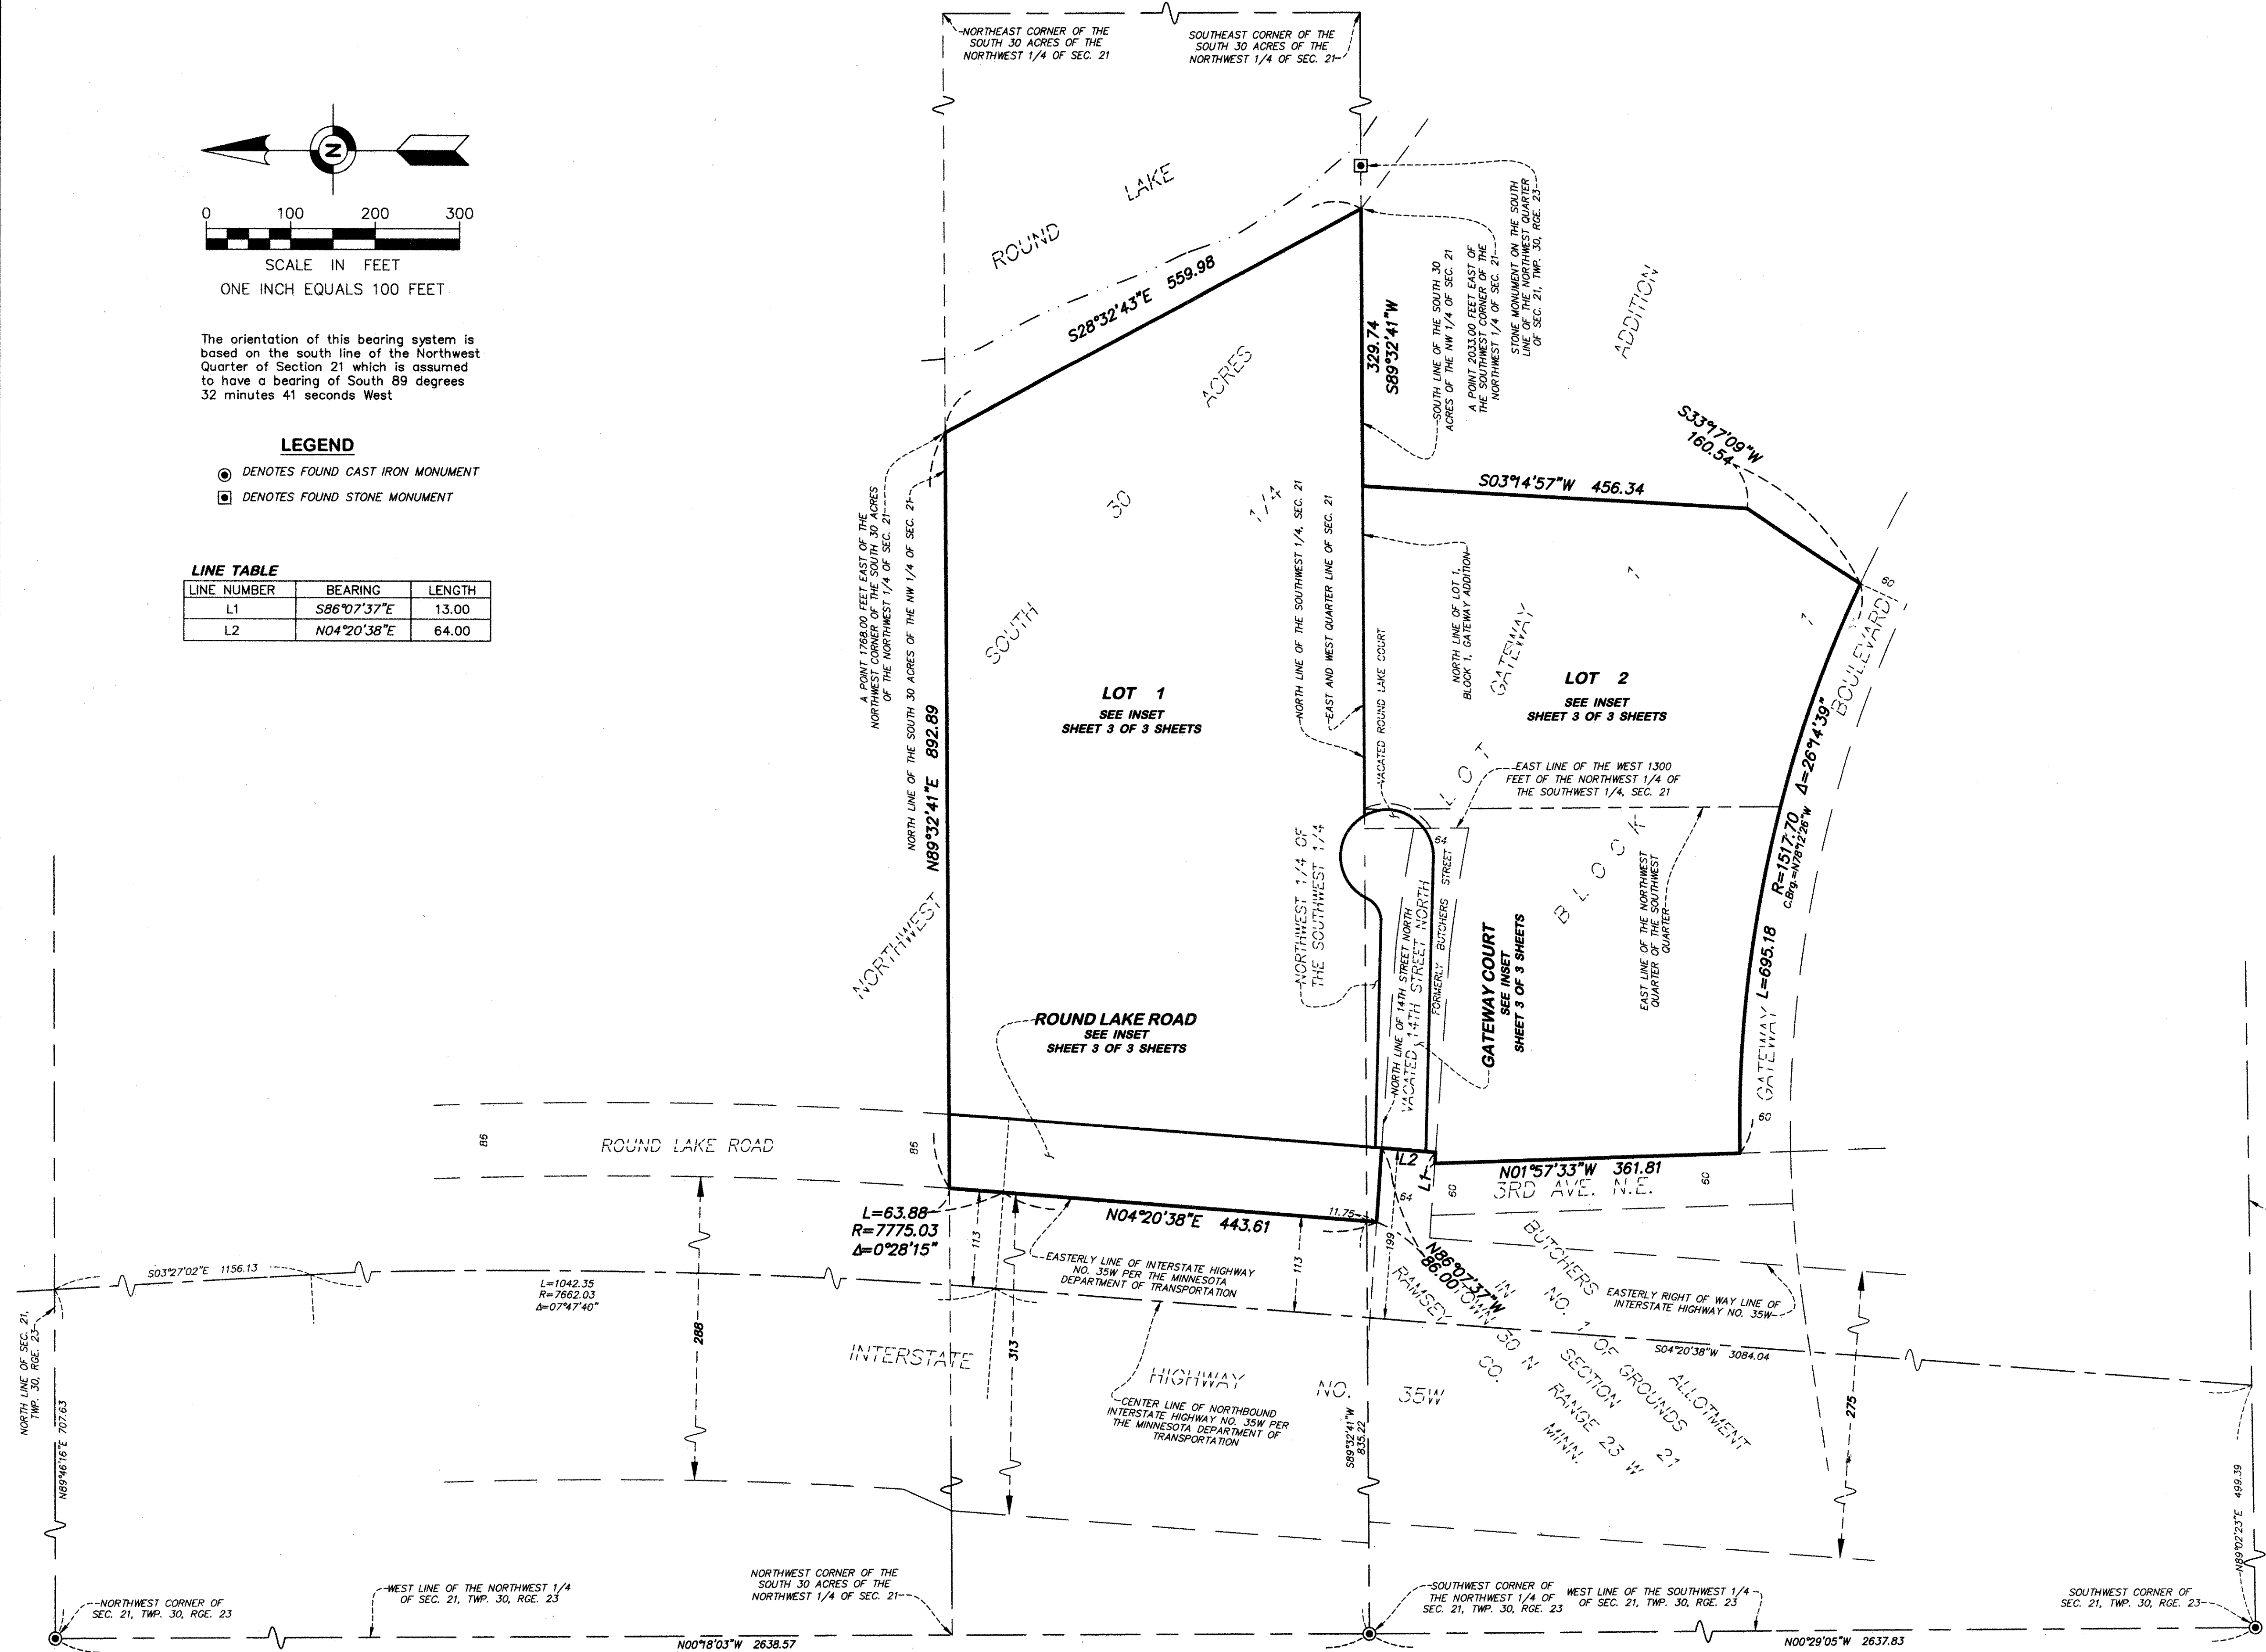 NORTHEAST CORNER OF THE
SOUTH 30 ACRES OF THE
NORTHWEST 1/4 OF SEC. 21
SOUTHEAST CORNER OF THE
SOUTH 30 ACRES OF THE
NORTHWEST 1/4 OF SEC. 21
N
0 100 200 300
SCALE IN FEET
ONE INCH EQUALS 100 FEET
The orientation of this bearing system is
based on the south line of the Northwest
Quarter of Section 21 which is assumed
to have a bearing of South 89 degrees
32 minutes 41 seconds West
LEGEND
DENOTES FOUND CAST IRON MONUMENT
DENOTES FOUND STONE MONUMENT
LINE TABLE
LINE NUMBER BEARING LENGTH
L1 S86°07'37"E 13.00
L2 N04°20'38"E 64.00
ROUND LAKE
S28°32'43"E 559.98
329.74
S89°32'41"W
SOUTH LINE OF THE SOUTH 30
ACRES OF THE NW 1/4 OF SEC. 21
A POINT 2033.00 FEET EAST OF
THE SOUTHWEST CORNER OF THE
NORTHWEST 1/4 OF SEC. 21
STONE MONUMENT ON THE SOUTH
LINE OF THE NORTHWEST QUARTER
OF SEC. 21, TWP. 30, RGE. 23
ADDITION
S33°17'09"W
160.54
S03°14'57"W 456.34
A POINT 1768.00 FEET EAST OF THE
NORTHWEST CORNER OF THE SOUTH 30 ACRES
OF THE NORTHWEST 1/4 OF SEC. 21
NORTH LINE OF THE SOUTH 30 ACRES OF THE NW 1/4 OF SEC. 21
N89°32'41"E 892.89
NORTHWEST
1/4
SOUTH
30
ACRES
LOT 1
SEE INSET
SHEET 3 OF 3 SHEETS
NORTH LINE OF THE SOUTHWEST 1/4, SEC. 21
EAST AND WEST QUARTER LINE OF SEC. 21
VACATED ROUND LAKE COURT
NORTH LINE OF LOT 1,
BLOCK 1, GATEWAY ADDITION
GATEWAY
LOT 2
SEE INSET
SHEET 3 OF 3 SHEETS
LOT
1
BLOCK
1
60
BOULEVARD
EAST LINE OF THE WEST 1300
FEET OF THE NORTHWEST 1/4 OF
THE SOUTHWEST 1/4, SEC. 21
L=695.18 R=1517.70 Δ=26°14'39"
C.Brg.=N78°12'26"W
EAST LINE OF THE NORTHWEST
QUARTER OF THE SOUTHWEST
QUARTER
GATEWAY
60
NORTHWEST 1/4 OF
THE SOUTHWEST 1/4
64
NORTH LINE OF 14TH STREET NORTH
VACATED 14TH STREET NORTH
FORMERLY BUTCHERS STREET
GATEWAY COURT
SEE INSET
SHEET 3 OF 3 SHEETS
ROUND LAKE ROAD
SEE INSET
SHEET 3 OF 3 SHEETS
86
ROUND LAKE ROAD
86
L2
L1
64
60
N01°57'33"W 361.81
3RD AVE. N.E.
60
L=63.88
R=7775.03
Δ=0°28'15"
N04°20'38"E 443.61
11.75
113
113
199
N86°07'37"W
86.00
EASTERLY LINE OF INTERSTATE HIGHWAY
NO. 35W PER THE MINNESOTA
DEPARTMENT OF TRANSPORTATION
S03°27'02"E 1156.13
L=1042.35
R=7662.03
Δ=07°47'40"
288
313
INTERSTATE HIGHWAY NO. 35W
CENTER LINE OF NORTHBOUND
INTERSTATE HIGHWAY NO. 35W PER
THE MINNESOTA DEPARTMENT OF
TRANSPORTATION
BUTCHERS NO. 1 OF GROUNDS ALLOTMENT
IN SECTION 21
TOWN 30 N RANGE 23 W
RAMSEY CO. MINN.
EASTERLY RIGHT OF WAY LINE OF
INTERSTATE HIGHWAY NO. 35W
S04°20'38"W 3084.04
275
S89°32'41"W
835.22
NORTH LINE OF SEC. 21,
TWP. 30, RGE. 23
N89°46'16"E 707.63
N89°02'23"E 499.39
NORTHWEST CORNER OF
SEC. 21, TWP. 30, RGE. 23
WEST LINE OF THE NORTHWEST 1/4
OF SEC. 21, TWP. 30, RGE. 23
NORTHWEST CORNER OF THE
SOUTH 30 ACRES OF THE
NORTHWEST 1/4 OF SEC. 21
SOUTHWEST CORNER OF
THE NORTHWEST 1/4 OF
SEC. 21, TWP. 30, RGE. 23
WEST LINE OF THE SOUTHWEST 1/4
OF SEC. 21, TWP. 30, RGE. 23
SOUTHWEST CORNER OF
SEC. 21, TWP. 30, RGE. 23
N00°18'03"W 2638.57
N00°29'05"W 2637.83